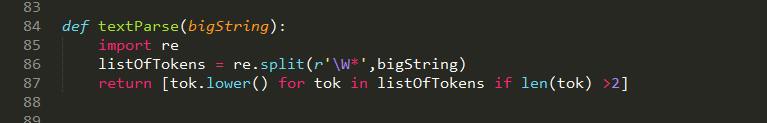 83
84 def textParse(bigString):
85     import re
86     listOfTokens = re.split(r'\W*',bigString)
87     return [tok.lower() for tok in listOfTokens if len(tok) >2]
88
89